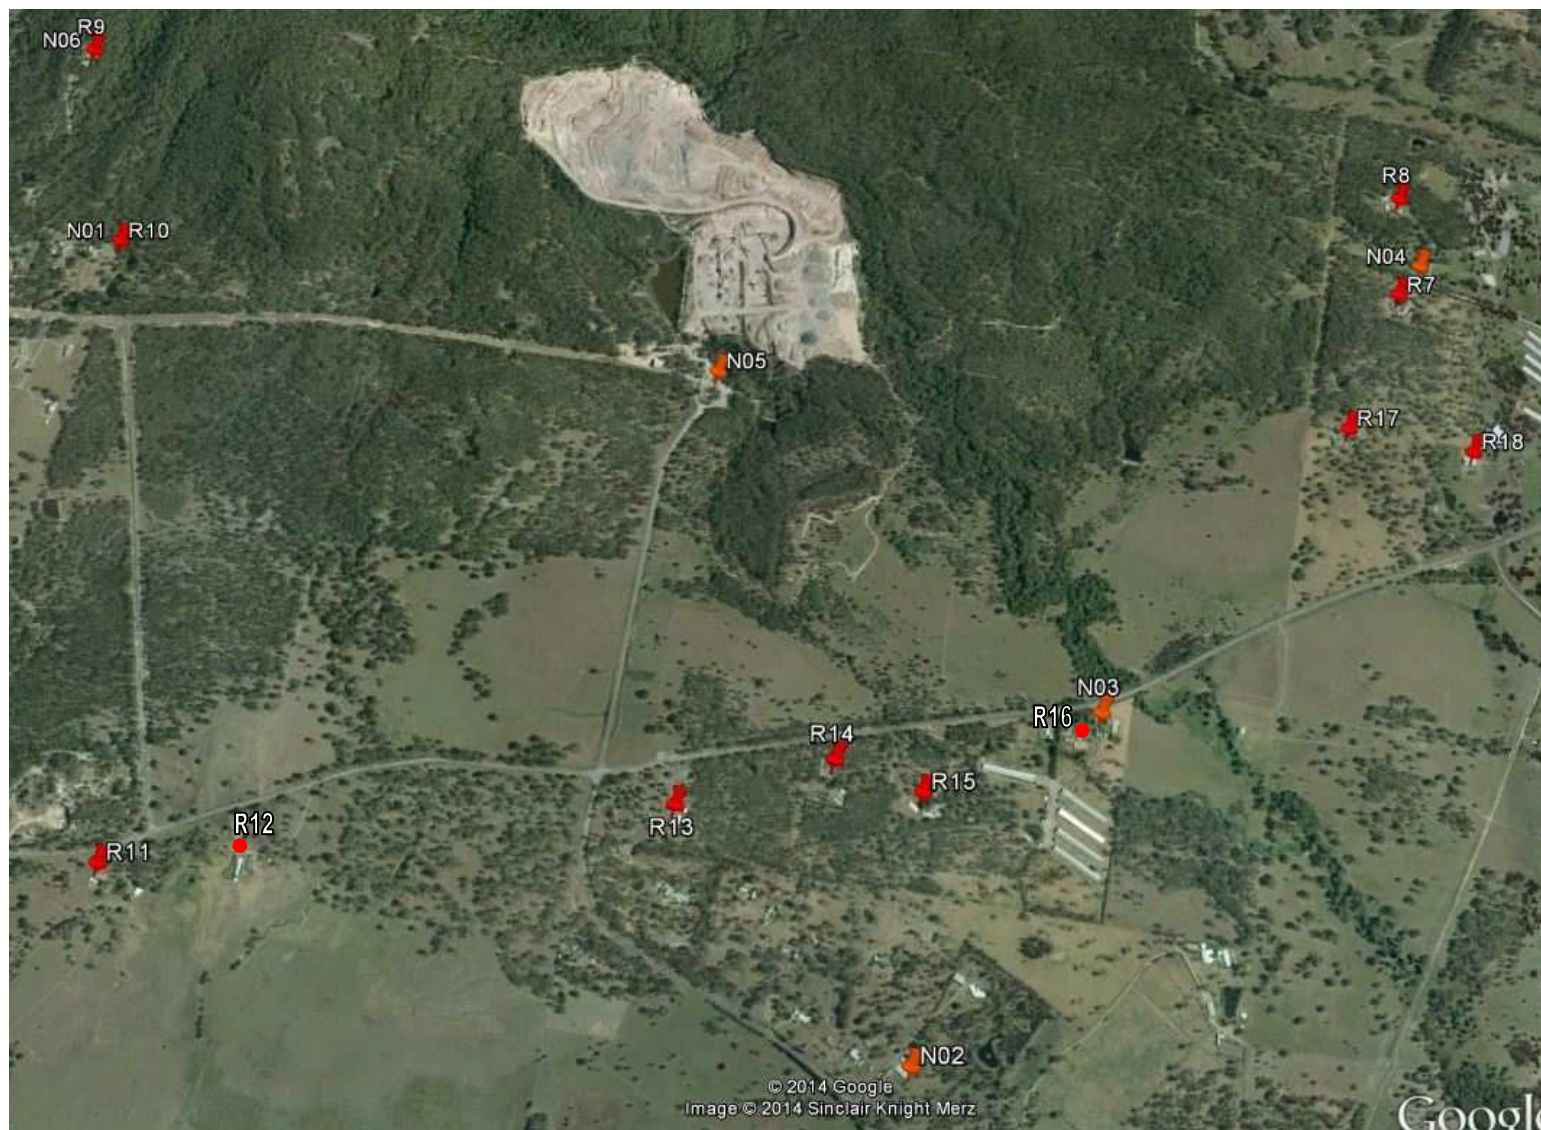 R9
N06
R8
N01 R10
N04
R7
N05
R17
R18
N03
R16
R14
R15
R12
R13
R11
N02
© 2014 Google
Image © 2014 Sinclair Knight Merz
Google